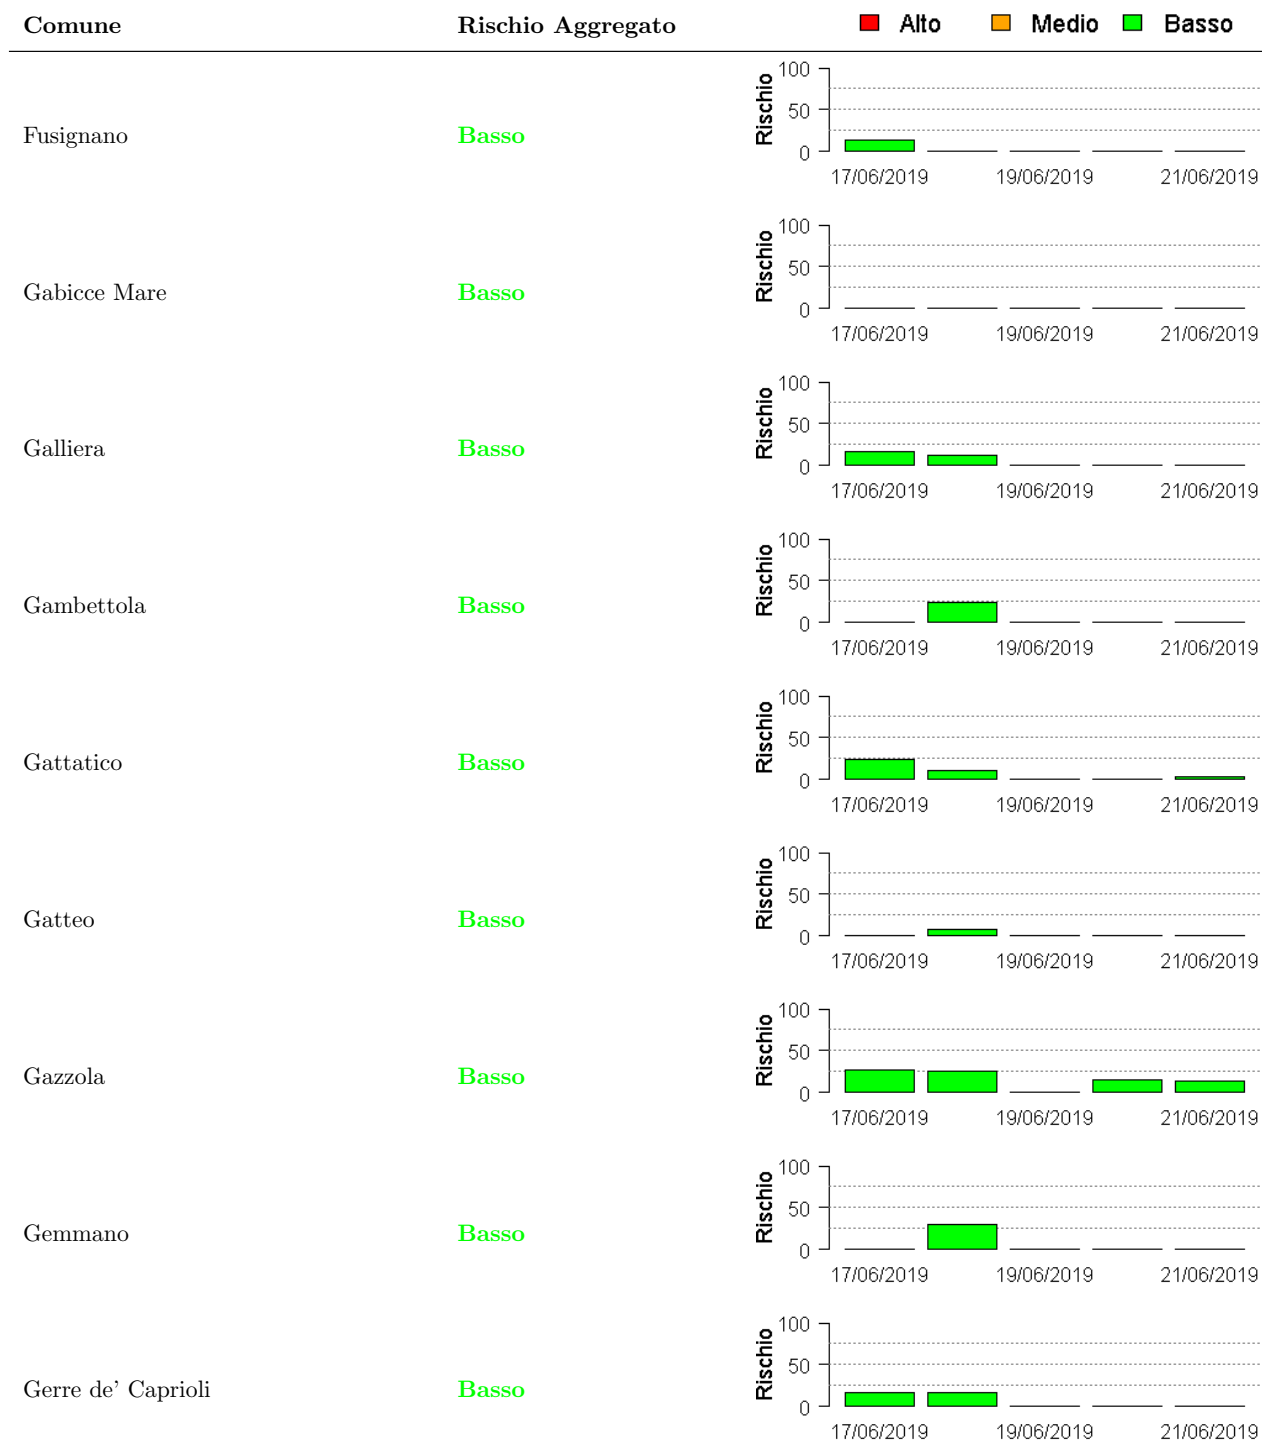 Comune Rischio Aggregato Alto Medio Basso
Fusignano Basso Rischio 100 50 0
17/06/2019 19/06/2019 21/06/2019
Gabicce Mare Basso Rischio 100 50 0
17/06/2019 19/06/2019 21/06/2019
Galliera Basso Rischio 100 50 0
17/06/2019 19/06/2019 21/06/2019
Gambettola Basso Rischio 100 50 0
17/06/2019 19/06/2019 21/06/2019
Gattatico Basso Rischio 100 50 0
17/06/2019 19/06/2019 21/06/2019
Gatteo Basso Rischio 100 50 0
17/06/2019 19/06/2019 21/06/2019
Gazzola Basso Rischio 100 50 0
17/06/2019 19/06/2019 21/06/2019
Gemmano Basso Rischio 100 50 0
17/06/2019 19/06/2019 21/06/2019
Gerre de’ Caprioli Basso Rischio 100 50 0
17/06/2019 19/06/2019 21/06/2019